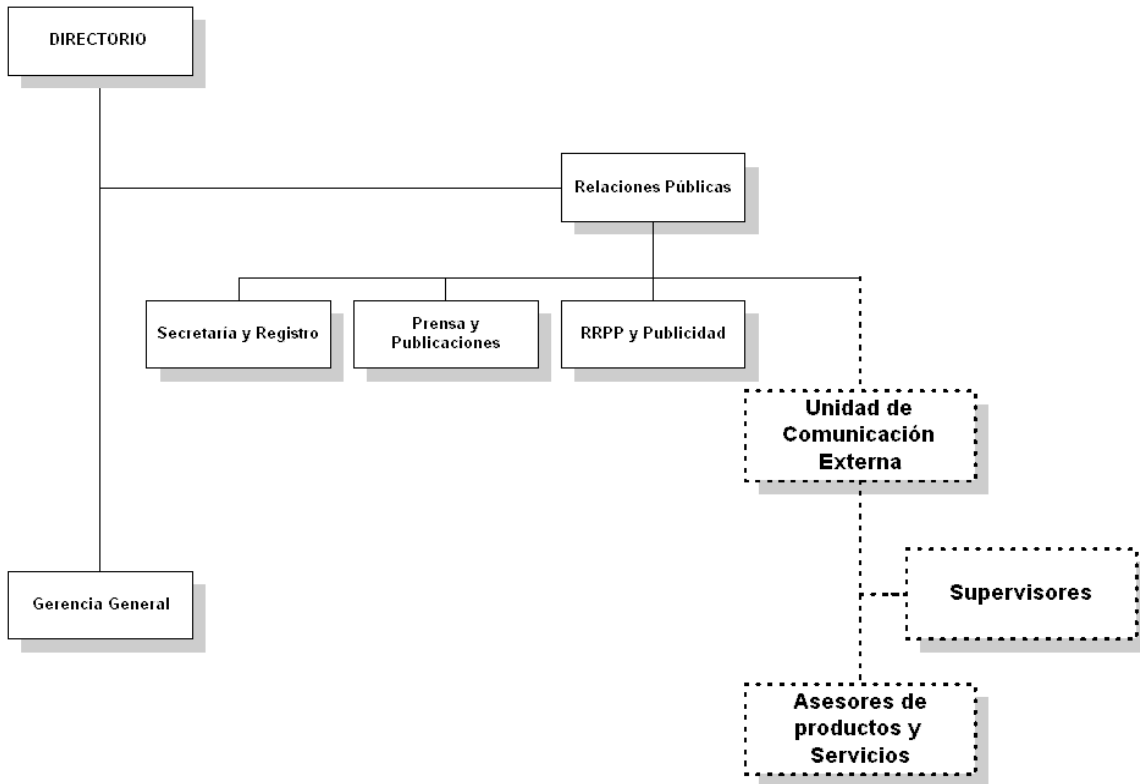 DIRECTORIO
Relaciones Públicas
Secretaría y Registro
Prensa y
Publicaciones
RRPP y Publicidad
Unidad de
Comunicación
Externa
Gerencia General
Supervisores
Asesores de
productos y
Servicios